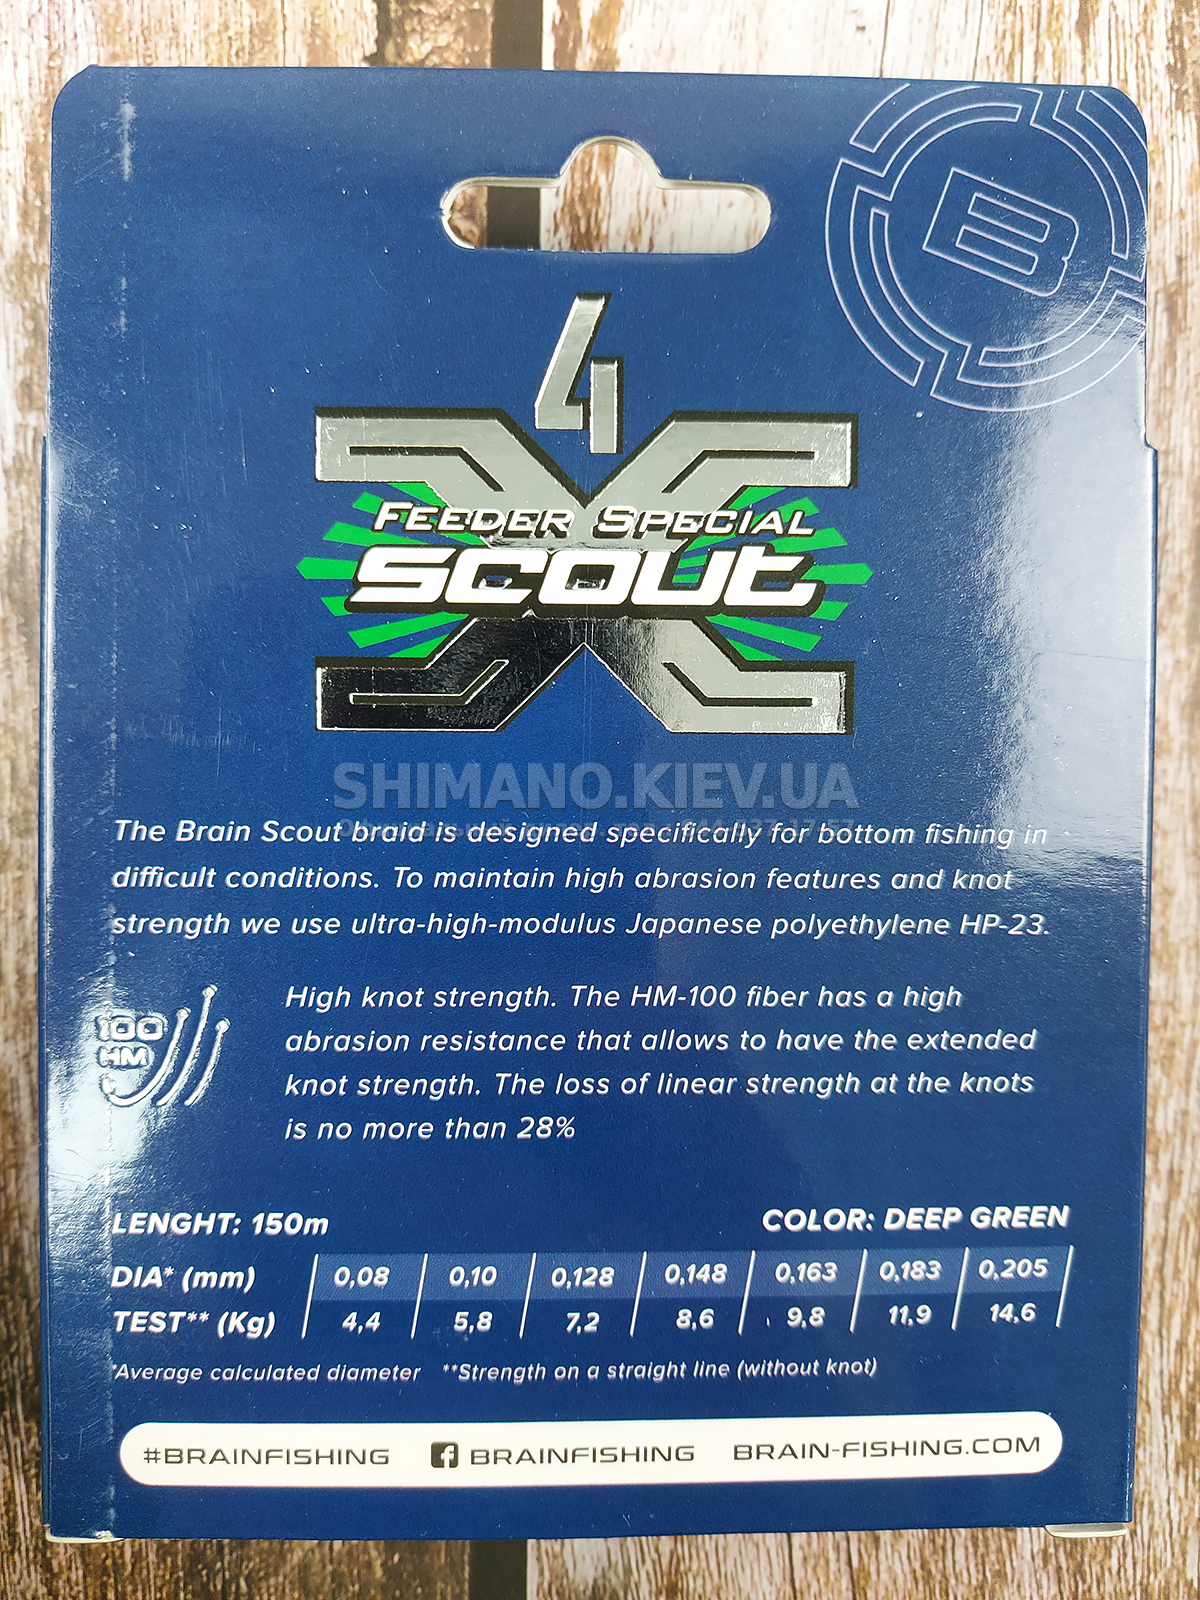 B
4
X
FEEDER SPECIAL
scout
SHIMANO.KIEV.UA
The Brain Scout braid is designed specifically for bottom fishing in
difficult conditions. To maintain high abrasion features and knot
strength we use ultra-high-modulus Japanese polyethylene HP-23.
100
HM
High knot strength. The HM-100 fiber has a high
abrasion resistance that allows to have the extended
knot strength. The loss of linear strength at the knots
is no more than 28%
LENGHT: 150m COLOR: DEEP GREEN
DIA* (mm) 0,08 0,10 0,128 0,148 0,163 0,183 0,205
TEST** (Kg) 4,4 5,8 7,2 8,6 9,8 11,9 14,6
*Average calculated diameter **Strength on a straight line (without knot)
#BRAINFISHING f BRAINFISHING BRAIN-FISHING.COM